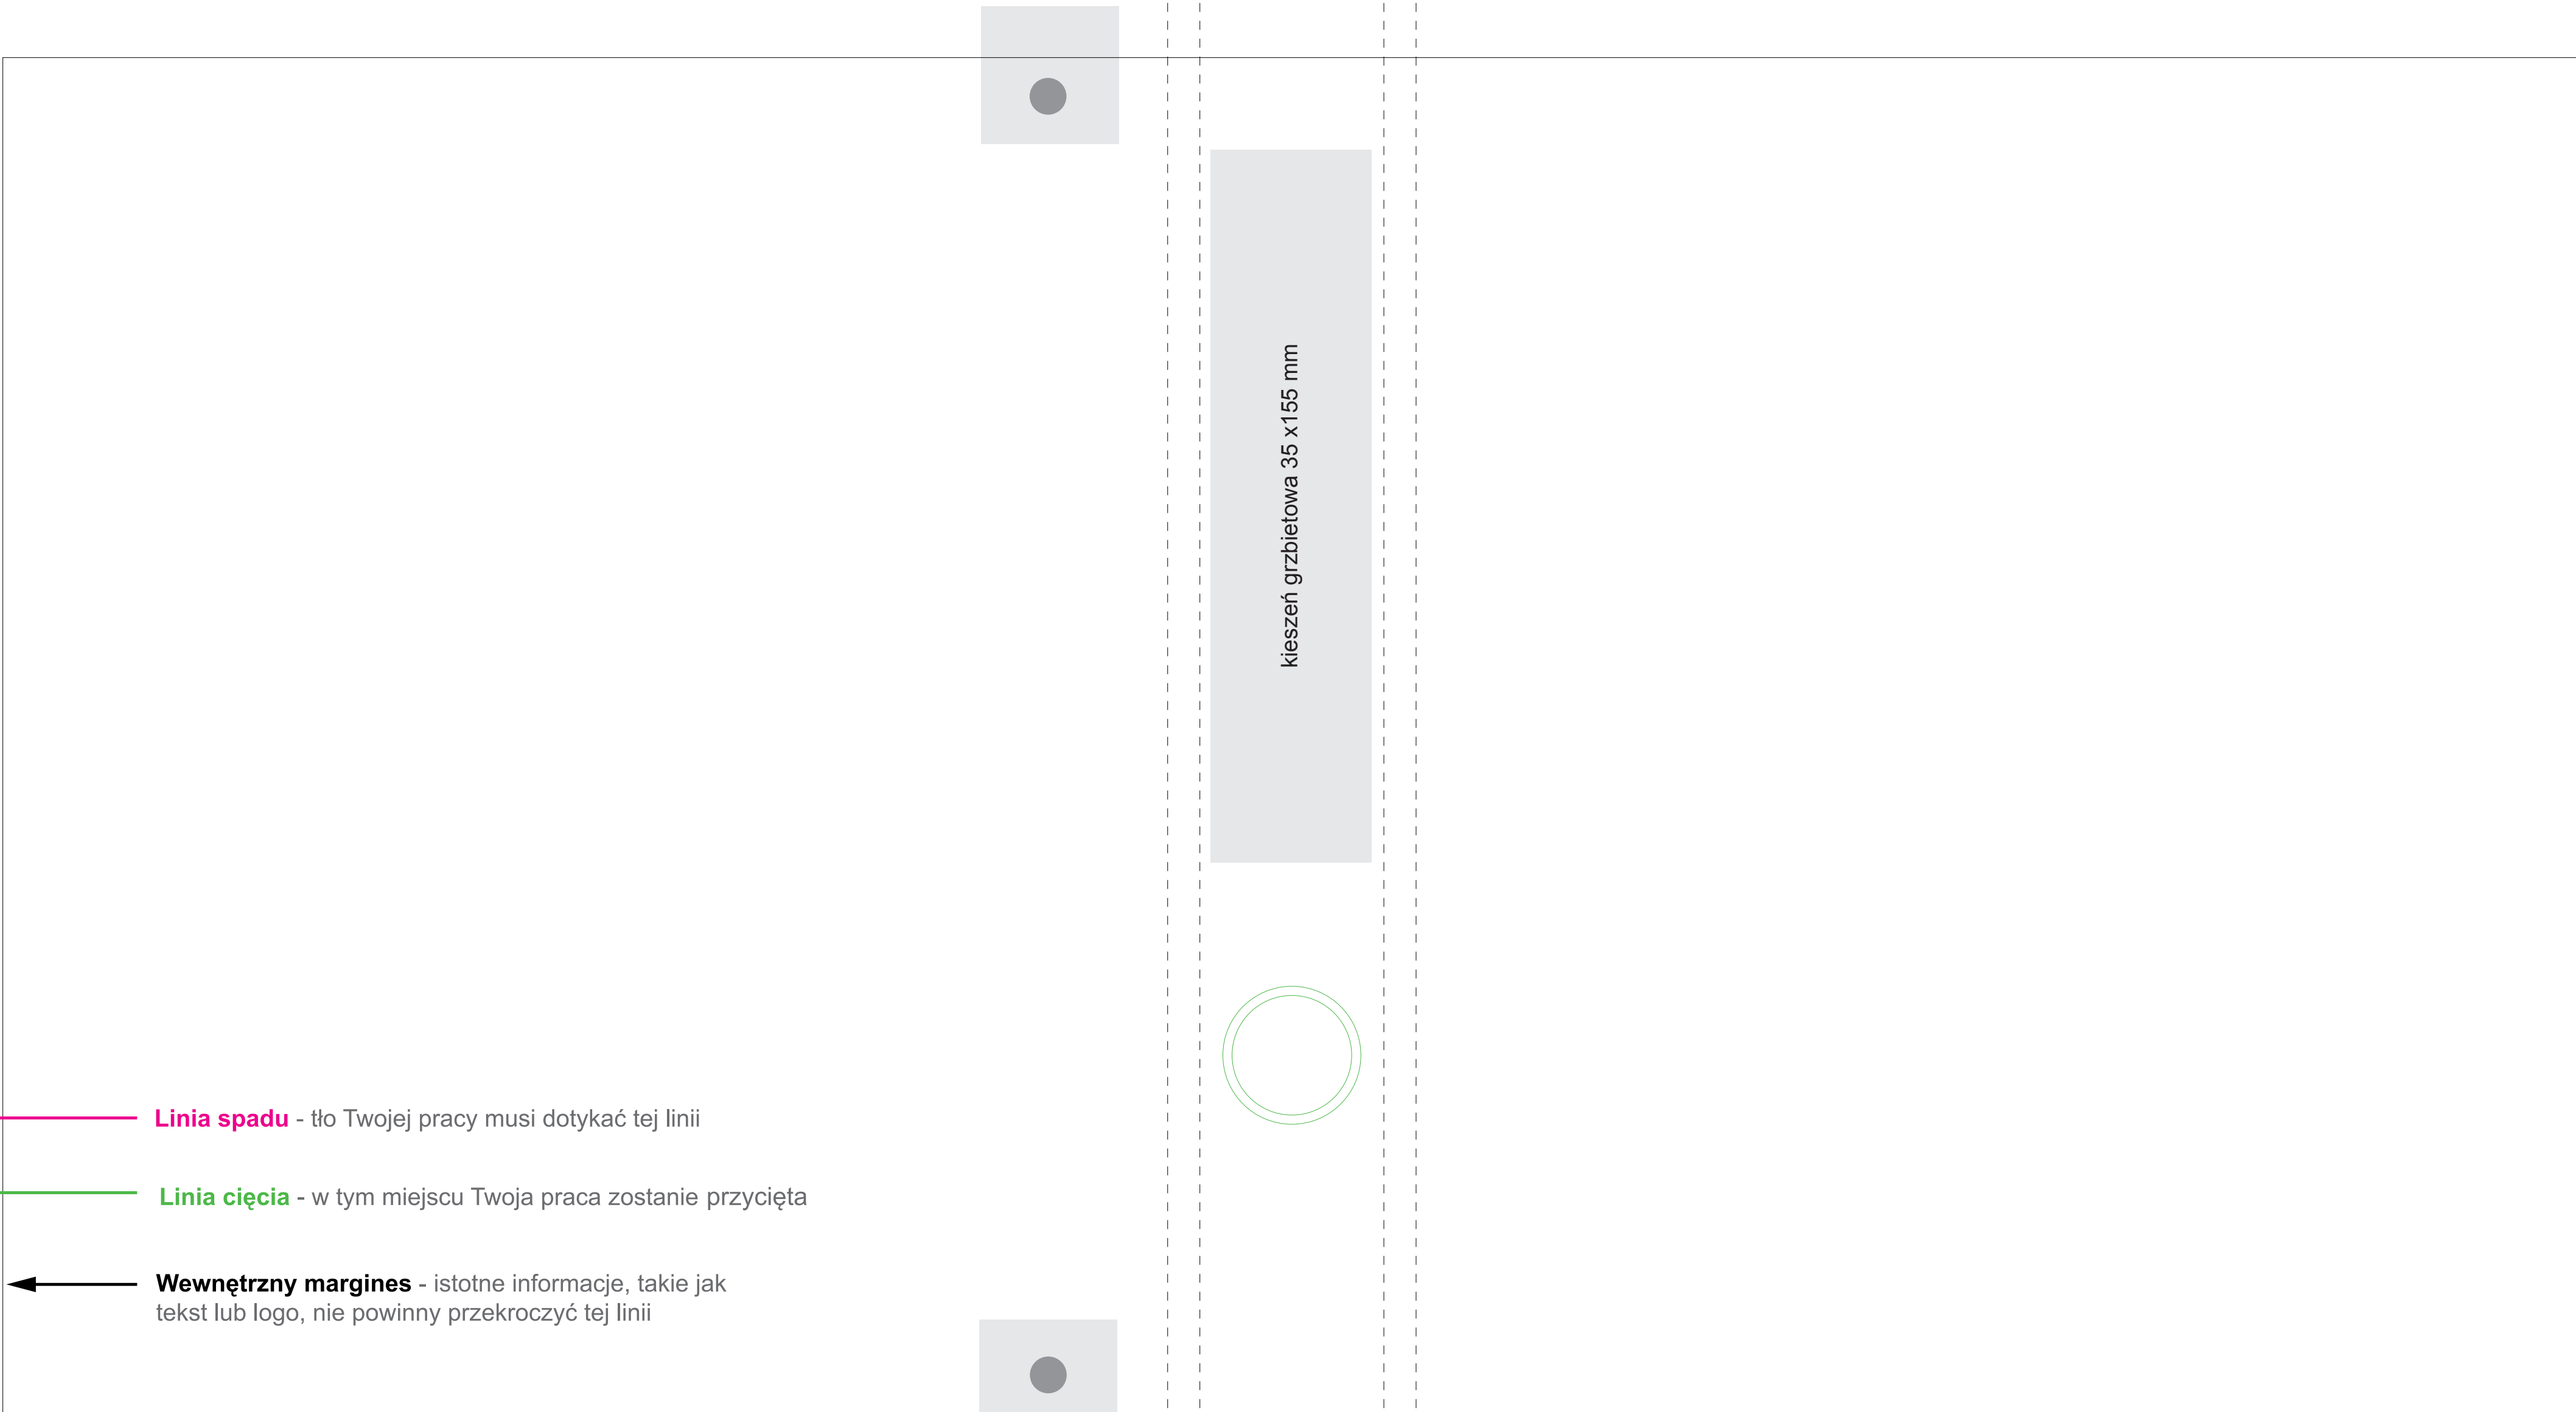 kieszeń grzbietowa 35 x155 mm
Linia spadu - tło Twojej pracy musi dotykać tej linii
Linia cięcia - w tym miejscu Twoja praca zostanie przycięta
Wewnętrzny margines - istotne informacje, takie jak
tekst lub logo, nie powinny przekroczyć tej linii